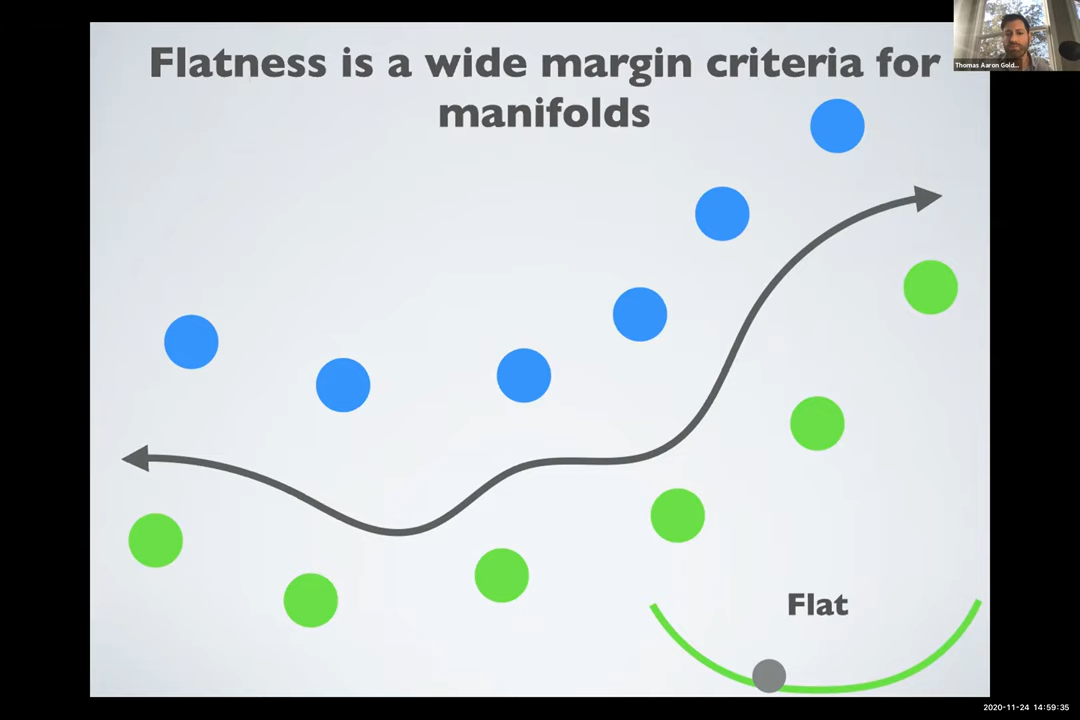 Flatness is a wide margin criteria for
manifolds
Thomas Aaron Gold...
Flat
2020-11-24 14:59:35